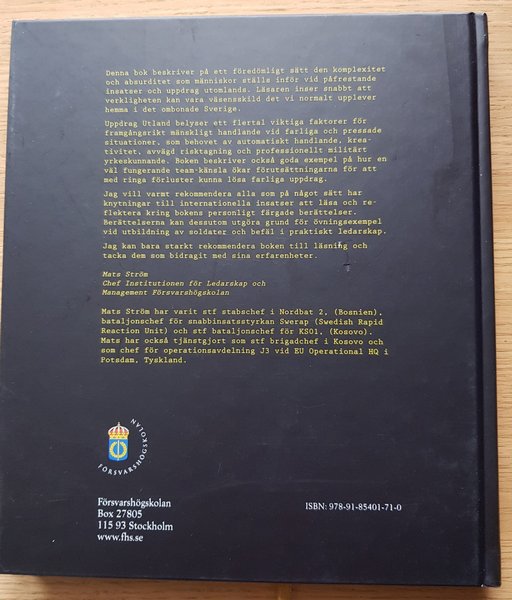 Denna bok beskriver på ett föredömligt sätt den komplexitet
och absurditet som människor ställs inför vid påfrestande
insatser och uppdrag utomlands. Läsaren inser snabbt att
verkligheten kan vara väsensskild det vi normalt upplever
hemma i det ombonade Sverige.
Uppdrag Utland belyser ett flertal viktiga faktorer för
framgångsrikt mänskligt handlande vid farliga och pressade
situationer, som behovet av automatiskt handlande, krea-
tivitet, avvägd risktagning och professionellt militärt
yrkeskunnande. Boken beskriver också goda exempel på hur en
väl fungerande team-känsla ökar förutsättningarna för att
med ringa förluster kunna lösa farliga uppdrag.
Jag vill varmt rekommendera alla som på något sätt har
knytningar till internationella insatser att läsa och re-
flektera kring bokens personligt färgade berättelser.
Berättelserna kan dessutom utgöra grund för övningsexempel
vid utbildning av soldater och befäl i praktiskt ledarskap.
Jag kan bara starkt rekommendera boken till läsning och
tacka dem som bidragit med sina erfarenheter.
Mats Ström
Chef Institutionen för Ledarskap och
Management Försvarshögskolan
Mats Ström har varit stf stabschef i Nordbat 2, (Bosnien),
bataljonschef för snabbinsatsstyrkan Swerap (Swedish Rapid
Reaction Unit) och stf bataljonschef för KS01, (Kosovo).
Mats har också tjänstgjort som stf brigadchef i Kosovo och
som chef för operationsavdelning J3 vid EU Operational HQ i
Potsdam, Tyskland.
FÖRSVARSHÖGSKOLAN
Försvarshögskolan
Box 27805
115 93 Stockholm
www.fhs.se
ISBN: 978-91-85401-71-0